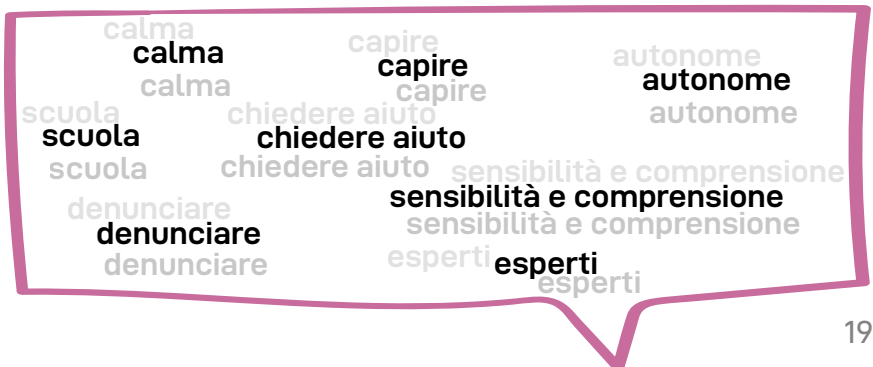 calma
calma
calma
capire
capire
capire
autonome
autonome
autonome
scuola
scuola
scuola
chiedere aiuto
chiedere aiuto
chiedere aiuto
sensibilità e comprensione
sensibilità e comprensione
sensibilità e comprensione
denunciare
denunciare
denunciare
esperti
esperti
esperti
19